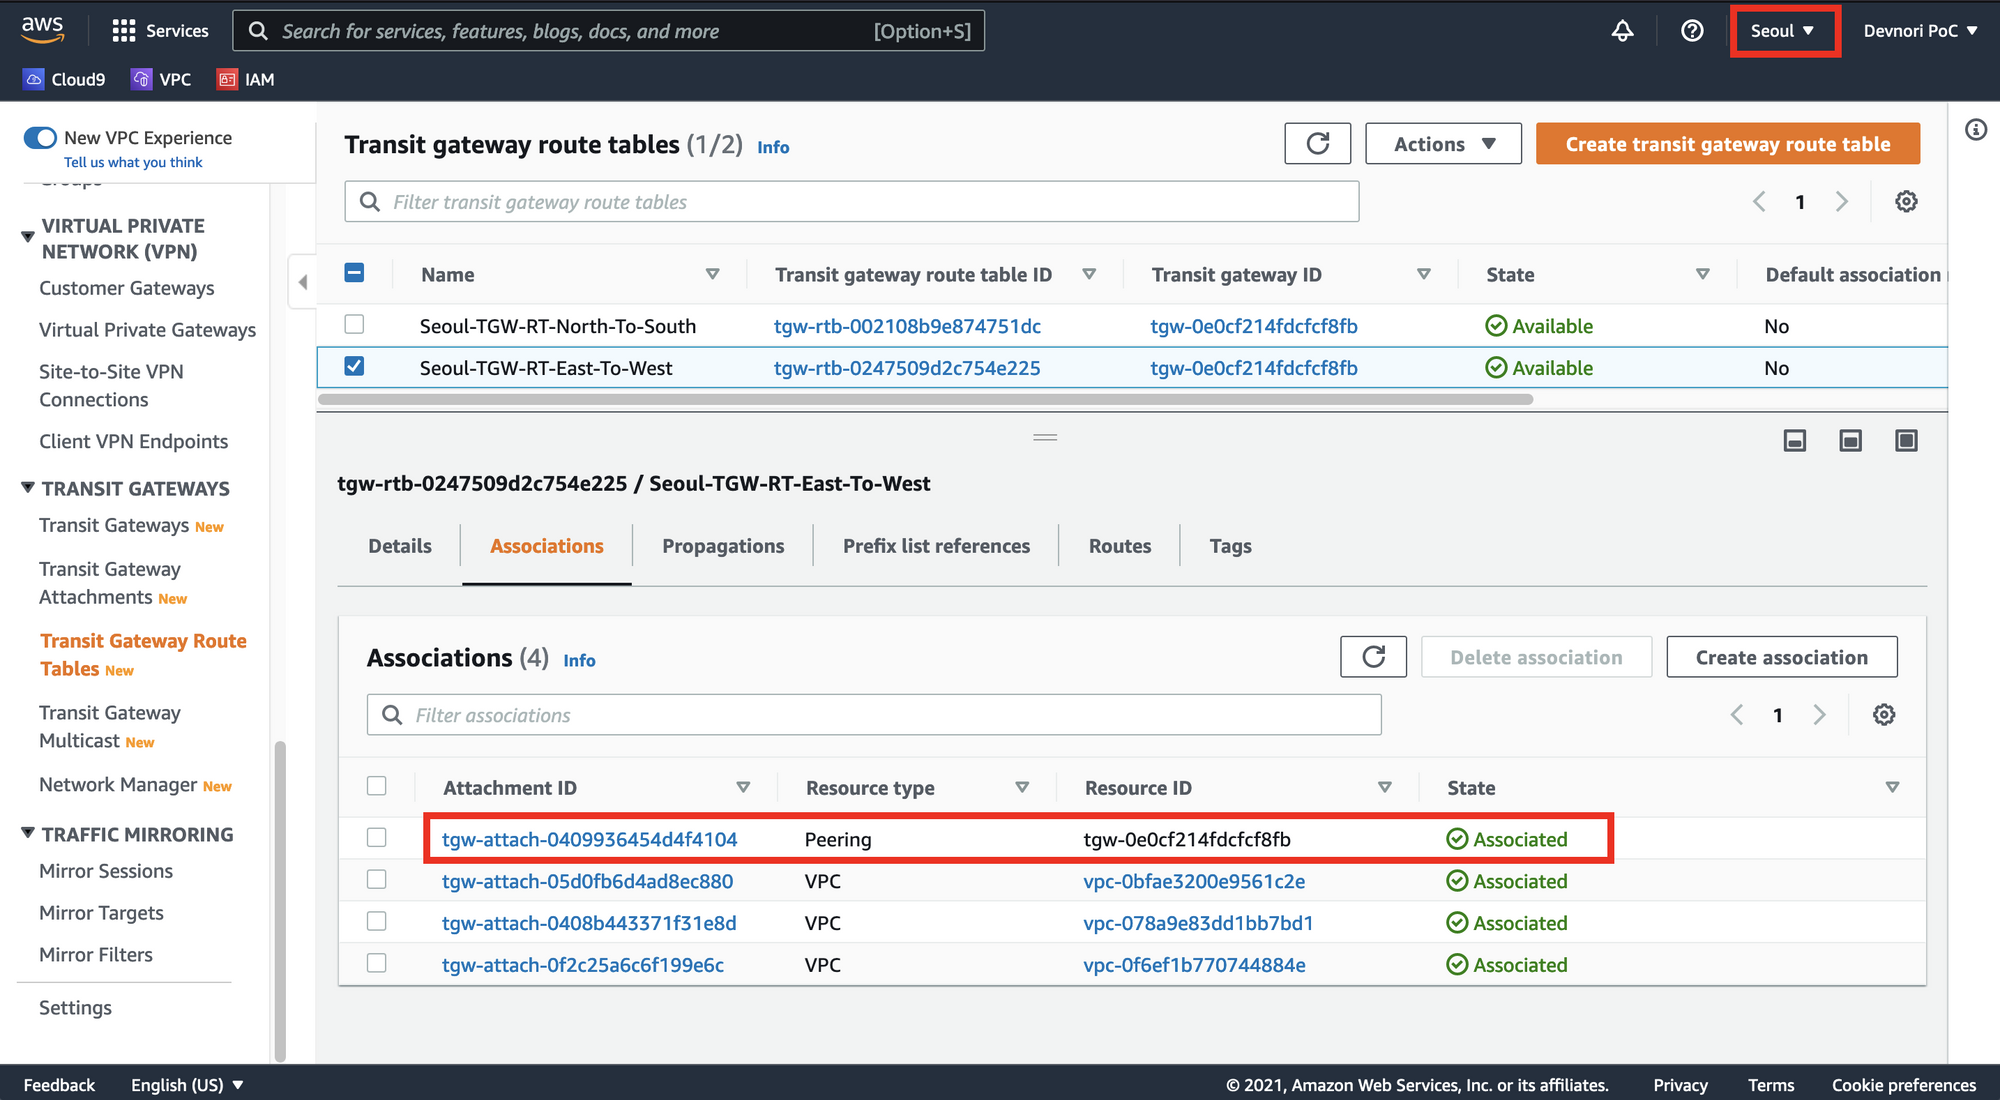 aws
Services
Search for services, features, blogs, docs, and more
[Option+S]
Seoul ▼
Devnori PoC ▼
Cloud9
VPC
IAM
New VPC Experience
Tell us what you think
Groups
VIRTUAL PRIVATE
NETWORK (VPN)
Customer Gateways
Virtual Private Gateways
Site-to-Site VPN
Connections
Client VPN Endpoints
TRANSIT GATEWAYS
Transit Gateways New
Transit Gateway
Attachments New
Transit Gateway Route
Tables New
Transit Gateway
Multicast New
Network Manager New
TRAFFIC MIRRORING
Mirror Sessions
Mirror Targets
Mirror Filters
Settings
Transit gateway route tables (1/2) Info
Actions ▼
Create transit gateway route table
Filter transit gateway route tables
1
Name Transit gateway route table ID Transit gateway ID State Default association
Seoul-TGW-RT-North-To-South tgw-rtb-002108b9e874751dc tgw-0e0cf214fdcfcf8fb Available No
Seoul-TGW-RT-East-To-West tgw-rtb-0247509d2c754e225 tgw-0e0cf214fdcfcf8fb Available No
tgw-rtb-0247509d2c754e225 / Seoul-TGW-RT-East-To-West
Details Associations Propagations Prefix list references Routes Tags
Associations (4) Info
Delete association
Create association
Filter associations
1
Attachment ID Resource type Resource ID State
tgw-attach-0409936454d4f4104 Peering tgw-0e0cf214fdcfcf8fb Associated
tgw-attach-05d0fb6d4ad8ec880 VPC vpc-0bfae3200e9561c2e Associated
tgw-attach-0408b443371f31e8d VPC vpc-078a9e83dd1bb7bd1 Associated
tgw-attach-0f2c25a6c6f199e6c VPC vpc-0f6ef1b770744884e Associated
Feedback
English (US) ▼
© 2021, Amazon Web Services, Inc. or its affiliates.
Privacy
Terms
Cookie preferences